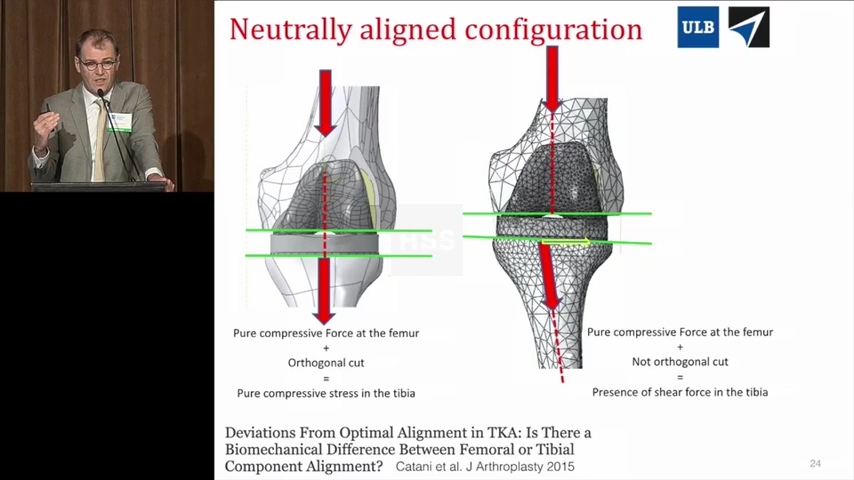 Neutrally aligned configuration
ULB
HSS
Pure compressive Force at the femur
+
Orthogonal cut
=
Pure compressive stress in the tibia
Pure compressive Force at the femur
+
Not orthogonal cut
=
Presence of shear force in the tibia
Deviations From Optimal Alignment in TKA: Is There a
Biomechanical Difference Between Femoral or Tibial
Component Alignment? Catani et al. J Arthroplasty 2015
24